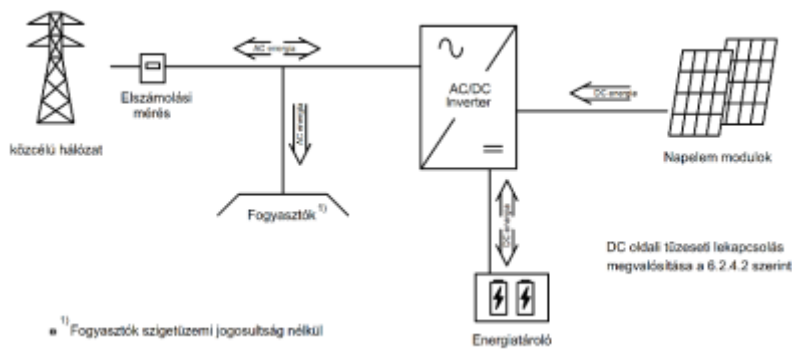 AC energia
AC/DC
Inverter
DC energia
Elszámolási
mérés
AC energia
közcélú hálózat
Napelem modulok
Fogyasztók 1)
DC energia
DC oldali tűzeseti lekapcsolás
megvalósítása a 6.2.4.2 szerint
1) Fogyasztók szigetüzemi jogosultság nélkül
Energiatároló